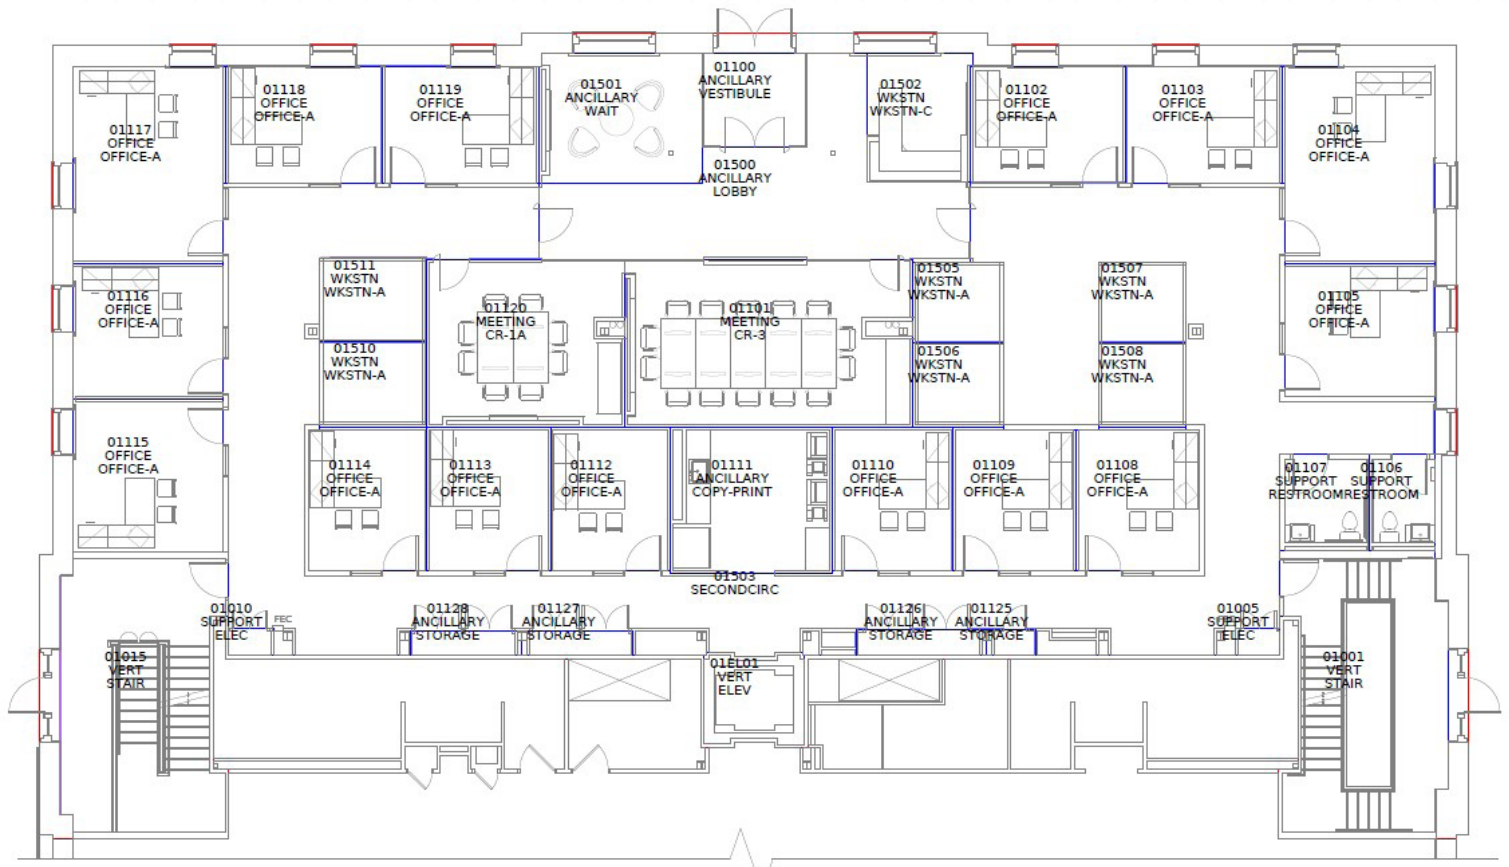 01118
OFFICE
OFFICE-A
01119
OFFICE
OFFICE-A
01501
ANCILLARY
WAIT
01100
ANCILLARY
VESTIBULE
01502
WKSTN
WKSTN-C
01102
OFFICE
OFFICE-A
01103
OFFICE
OFFICE-A
01117
OFFICE
OFFICE-A
01104
OFFICE
OFFICE-A
01500
ANCILLARY
LOBBY
01116
OFFICE
OFFICE-A
01511
WKSTN
WKSTN-A
01120
MEETING
CR-1A
01101
MEETING
CR-3
01505
WKSTN
WKSTN-A
01507
WKSTN
WKSTN-A
01105
OFFICE
OFFICE-A
01510
WKSTN
WKSTN-A
01506
WKSTN
WKSTN-A
01508
WKSTN
WKSTN-A
01115
OFFICE
OFFICE-A
01114
OFFICE
OFFICE-A
01113
OFFICE
OFFICE-A
01112
OFFICE
OFFICE-A
01111
ANCILLARY
COPY-PRINT
01110
OFFICE
OFFICE-A
01109
OFFICE
OFFICE-A
01108
OFFICE
OFFICE-A
01107
SUPPORT
RESTROOM
01106
SUPPORT
RESTROOM
01503
SECONDCIRC
01010
SUPPORT
ELEC
FEC
01128
ANCILLARY
STORAGE
01127
ANCILLARY
STORAGE
01126
ANCILLARY
STORAGE
01125
ANCILLARY
STORAGE
01005
SUPPORT
ELEC
01015
VERT
STAIR
01EL01
VERT
ELEV
01001
VERT
STAIR